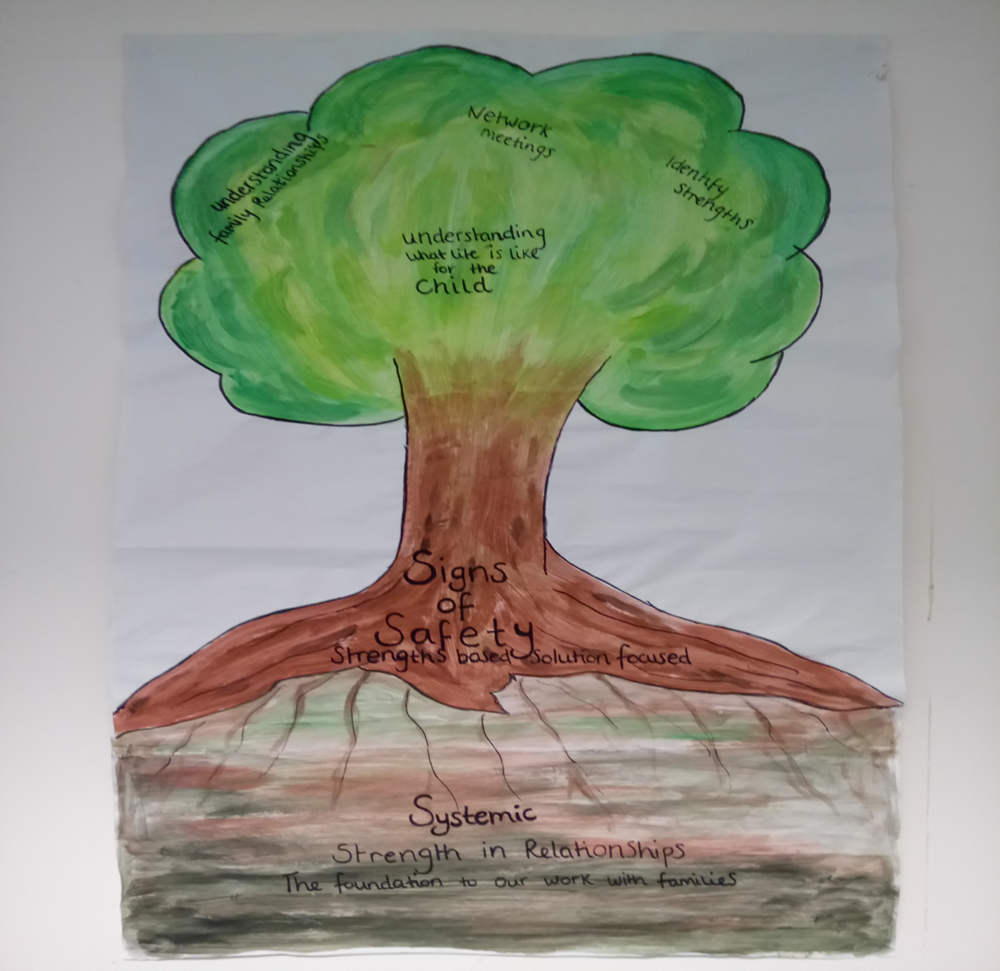 understanding
family Relationships
Network
meetings
Identify
Strengths
understanding
what life is like
for the
Child
Signs
of
Safety
Strengths based solution focused
Systemic
Strength in Relationships
The foundation to our work with families